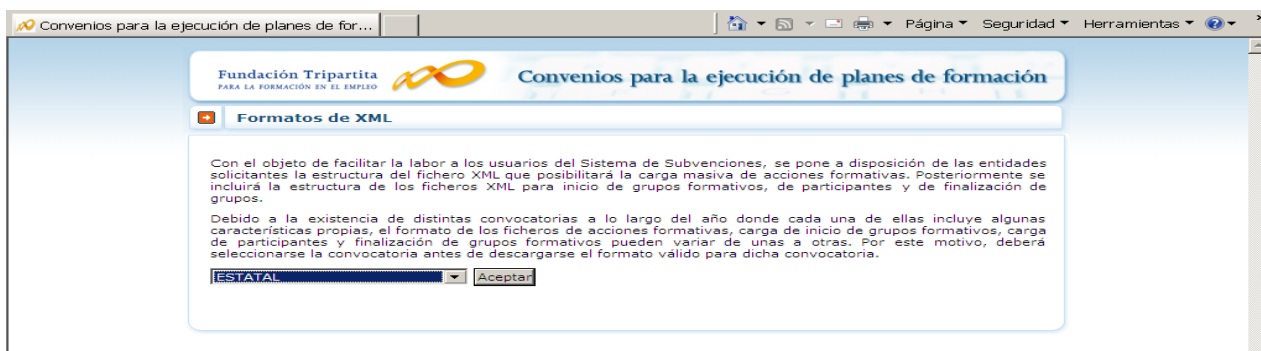 Convenios para la ejecución de planes de for...
Página Seguridad Herramientas
Fundación Tripartita
PARA LA FORMACIÓN EN EL EMPLEO
Convenios para la ejecución de planes de formación
Formatos de XML
Con el objeto de facilitar la labor a los usuarios del Sistema de Subvenciones, se pone a disposición de las entidades
solicitantes la estructura del fichero XML que posibilitará la carga masiva de acciones formativas. Posteriormente se
incluirá la estructura de los ficheros XML para inicio de grupos formativos, de participantes y de finalización de
grupos.
Debido a la existencia de distintas convocatorias a lo largo del año donde cada una de ellas incluye algunas
características propias, el formato de los ficheros de acciones formativas, carga de inicio de grupos formativos, carga
de participantes y finalización de grupos formativos pueden variar de unas a otras. Por este motivo, deberá
seleccionarse la convocatoria antes de descargarse el formato válido para dicha convocatoria.
ESTATAL Aceptar